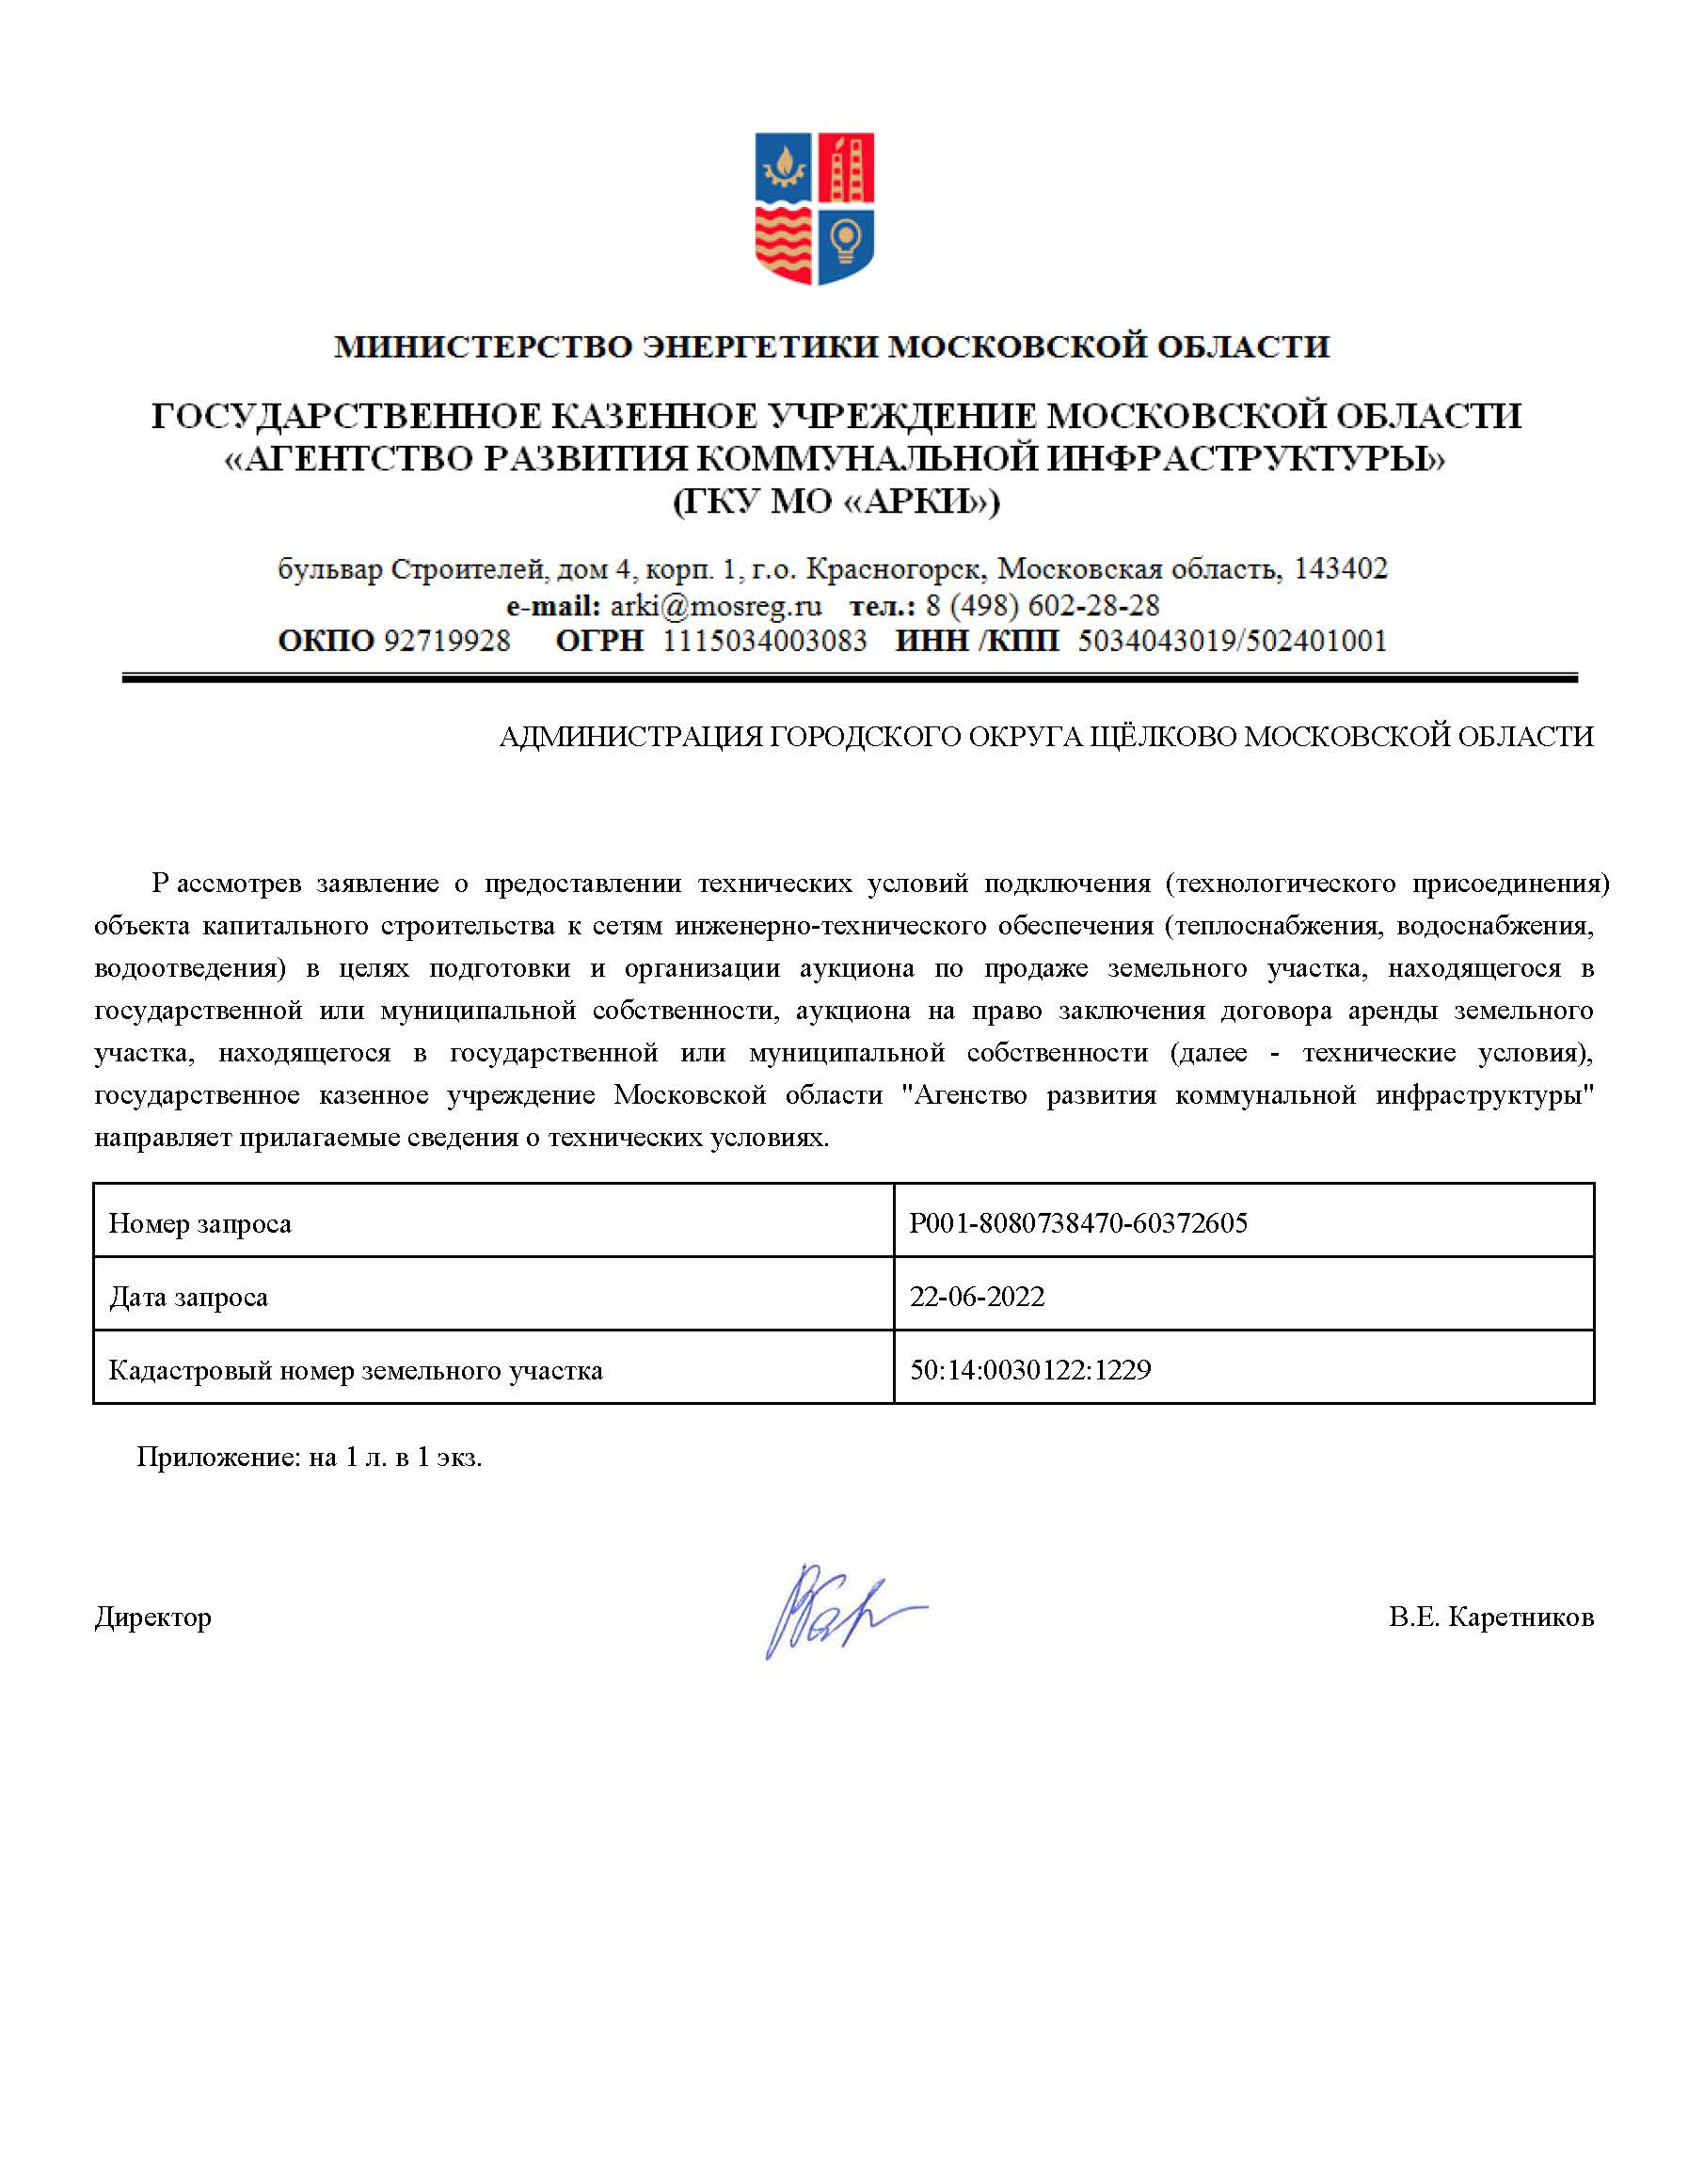 МИНИСТЕРСТВО ЭНЕРГЕТИКИ МОСКОВСКОЙ ОБЛАСТИ
ГОСУДАРСТВЕННОЕ КАЗЕННОЕ УЧРЕЖДЕНИЕ МОСКОВСКОЙ ОБЛАСТИ
«АГЕНТСТВО РАЗВИТИЯ КОММУНАЛЬНОЙ ИНФРАСТРУКТУРЫ»
(ГКУ МО «АРКИ»)
бульвар Строителей, дом 4, корп. 1, г.о. Красногорск, Московская область, 143402
e-mail: arki@mosreg.ru тел.: 8 (498) 602-28-28
ОКПО 92719928 ОГРН 1115034003083 ИНН /КПП 5034043019/502401001
АДМИНИСТРАЦИЯ ГОРОДСКОГО ОКРУГА ЩЁЛКОВО МОСКОВСКОЙ ОБЛАСТИ
Р ассмотрев заявление о предоставлении технических условий подключения (технологического присоединения)
объекта капитального строительства к сетям инженерно-технического обеспечения (теплоснабжения, водоснабжения,
водоотведения) в целях подготовки и организации аукциона по продаже земельного участка, находящегося в
государственной или муниципальной собственности, аукциона на право заключения договора аренды земельного
участка, находящегося в государственной или муниципальной собственности (далее - технические условия),
государственное казенное учреждение Московской области "Агенство развития коммунальной инфраструктуры"
направляет прилагаемые сведения о технических условиях.
Номер запроса P001-8080738470-60372605
Дата запроса 22-06-2022
Кадастровый номер земельного участка 50:14:0030122:1229
Приложение: на 1 л. в 1 экз.
Директор В.Е. Каретников